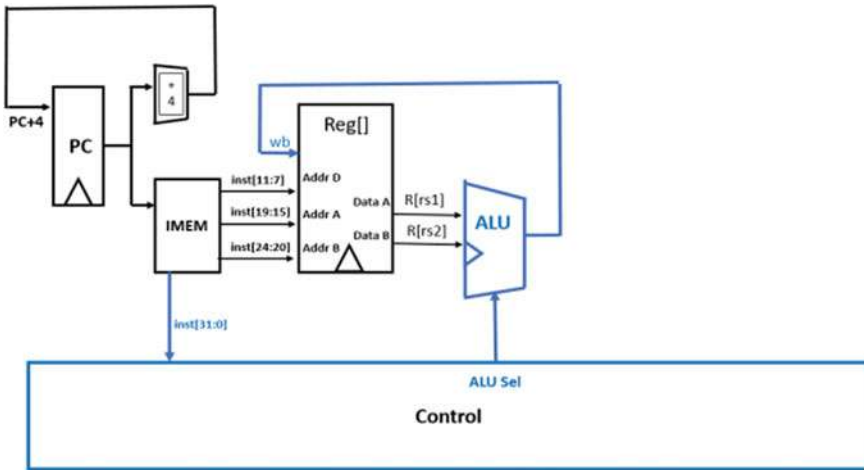 +
4
PC+4
PC
Reg[]
wb
inst[11:7]
Addr D
IMEM
inst[19:15]
Addr A
Data A
R[rs1]
ALU
inst[24:20]
Addr B
Data B
R[rs2]
inst[31:0]
ALU Sel
Control